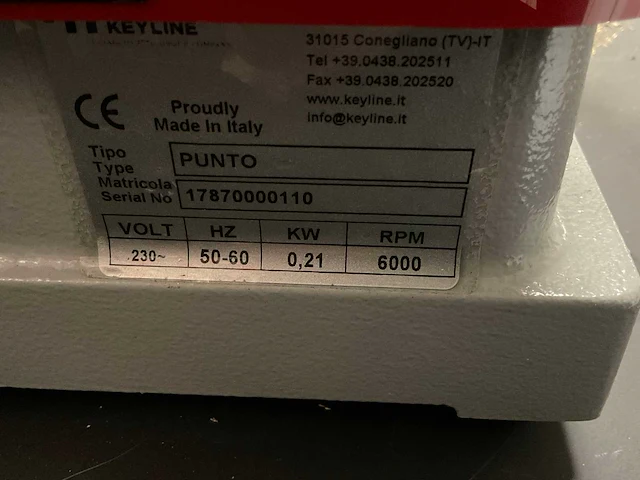 KEYLINE
31015 Conegliano (TV)-IT
Tel +39.0438.202511
Fax +39.0438.202520
www.keyline.it
info@keyline.it
CE
Proudly
Made In Italy
Tipo
Type
PUNTO
Matricola
Serial No
17870000110
VOLT HZ KW RPM
230~ 50-60 0,21 6000